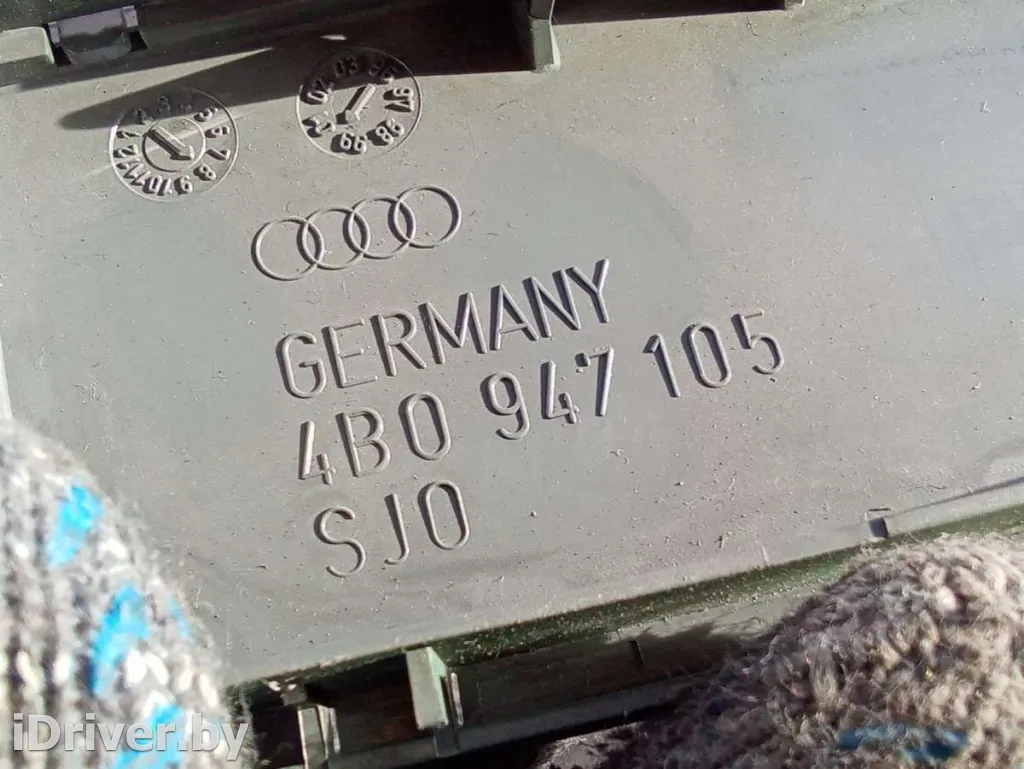 GERMANY
4B0 947 105
SJ0
iDriver.by